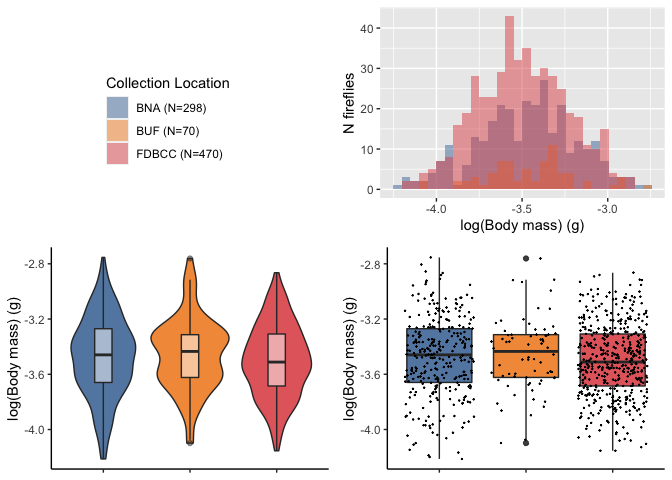 Collection Location
BNA (N=298)
BUF (N=70)
FDBCC (N=470)
N fireflies
40
30
20
10
0
-4.0
-3.5
-3.0
log(Body mass) (g)
log(Body mass) (g)
-2.8
-3.2
-3.6
-4.0
log(Body mass) (g)
-2.8
-3.2
-3.6
-4.0